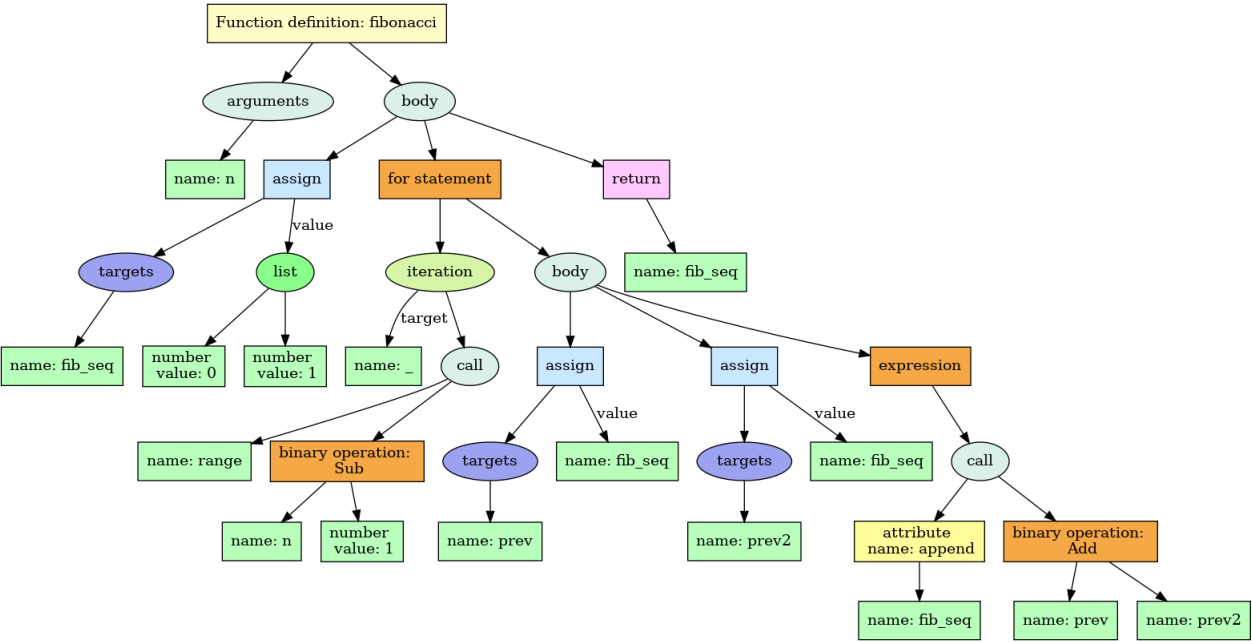 Function definition: fibonacci
arguments
body
name: n
assign
for statement
return
value
targets
list
iteration
body
name: fib_seq
target
name: fib_seq
number
value: 0
number
value: 1
name: _
call
assign
assign
expression
value
value
name: range
binary operation:
Sub
targets
name: fib_seq
targets
name: fib_seq
call
name: n
number
value: 1
name: prev
name: prev2
attribute
name: append
binary operation:
Add
name: fib_seq
name: prev
name: prev2